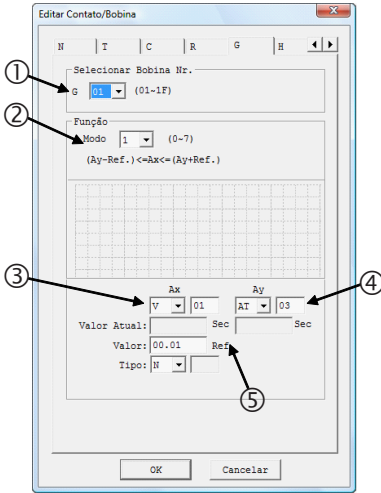 Editar Contato/Bobina
N T C R G H
Selecionar Bobina Nr.
① G 01 (01~1F)
② Função
Modo 1 (0~7)
(Ay-Ref.)<=Ax<=(Ay+Ref.)
Ax Ay
③ V 01 AT 03 ④
Valor Atual: Sec Sec
Valor: 00.01 Ref
Tipo: N ⑤
OK Cancelar